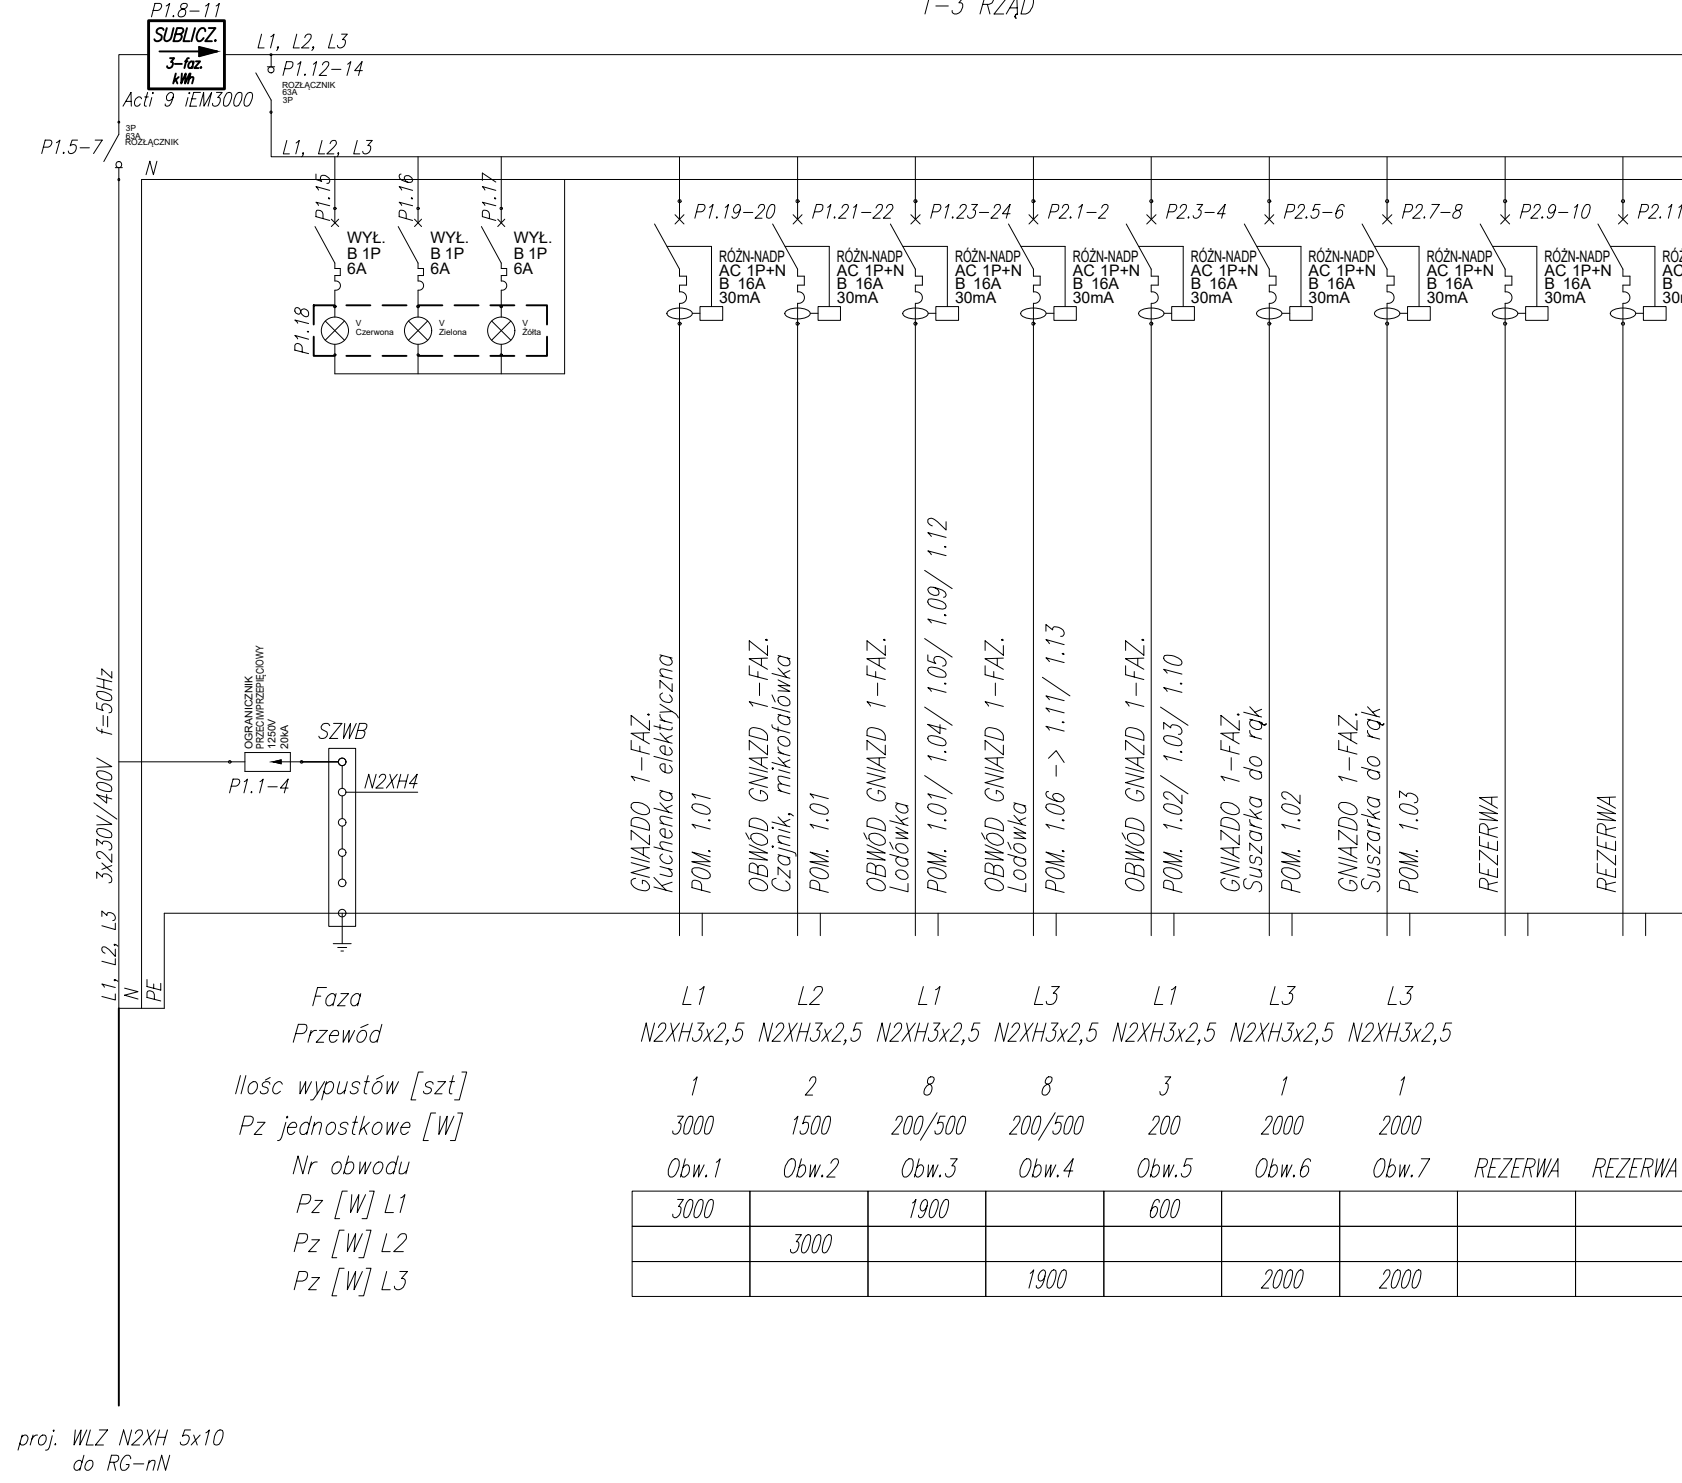 1-3 RZĄD
P1.8-11
SUBLICZ.
3-faz.
kWh
Acti 9 iEM3000
L1, L2, L3
P1.12-14
ROZŁĄCZNIK
63A
3P
P1.5-7
3P
63A
ROZŁĄCZNIK
N
L1, L2, L3
P1.15
WYŁ.
B 1P
6A
P1.16
WYŁ.
B 1P
6A
P1.17
WYŁ.
B 1P
6A
P1.18
V
Czerwona
V
Zielona
V
Żółta
P1.19-20
RÓŻN-NADP
AC 1P+N
B 16A
30mA
P1.21-22
RÓŻN-NADP
AC 1P+N
B 16A
30mA
P1.23-24
RÓŻN-NADP
AC 1P+N
B 16A
30mA
P2.1-2
RÓŻN-NADP
AC 1P+N
B 16A
30mA
P2.3-4
RÓŻN-NADP
AC 1P+N
B 16A
30mA
P2.5-6
RÓŻN-NADP
AC 1P+N
B 16A
30mA
P2.7-8
RÓŻN-NADP
AC 1P+N
B 16A
30mA
P2.9-10
RÓŻN-NADP
AC 1P+N
B 16A
30mA
P2.11
L1, L2, L3 3x230V/400V f=50Hz
N
PE
OGRANICZNIK
PRZECIWPRZEPIĘCIOWY
1250V
20kA
P1.1-4
SZWB
N2XH4
GNIAZDO 1-FAZ.
Kuchenka elektryczna
POM. 1.01
OBWÓD GNIAZD 1-FAZ.
Czajnik, mikrofalówka
POM. 1.01
OBWÓD GNIAZD 1-FAZ.
Lodówka
POM. 1.01/ 1.04/ 1.05/ 1.09/ 1.12
OBWÓD GNIAZD 1-FAZ.
Lodówka
POM. 1.06 -> 1.11/ 1.13
OBWÓD GNIAZD 1-FAZ.
POM. 1.02/ 1.03/ 1.10
GNIAZDO 1-FAZ.
Suszarka do rąk
POM. 1.02
GNIAZDO 1-FAZ.
Suszarka do rąk
POM. 1.03
REZERWA
REZERWA
Faza L1 L2 L1 L3 L1 L3 L3
Przewód N2XH3x2,5 N2XH3x2,5 N2XH3x2,5 N2XH3x2,5 N2XH3x2,5 N2XH3x2,5 N2XH3x2,5
Ilośc wypustów [szt] 1 2 8 8 3 1 1
Pz jednostkowe [W] 3000 1500 200/500 200/500 200 2000 2000
Nr obwodu Obw.1 Obw.2 Obw.3 Obw.4 Obw.5 Obw.6 Obw.7 REZERWA REZERWA
Pz [W] L1 3000 1900 600
Pz [W] L2 3000
Pz [W] L3 1900 2000 2000
proj. WLZ N2XH 5x10
do RG-nN